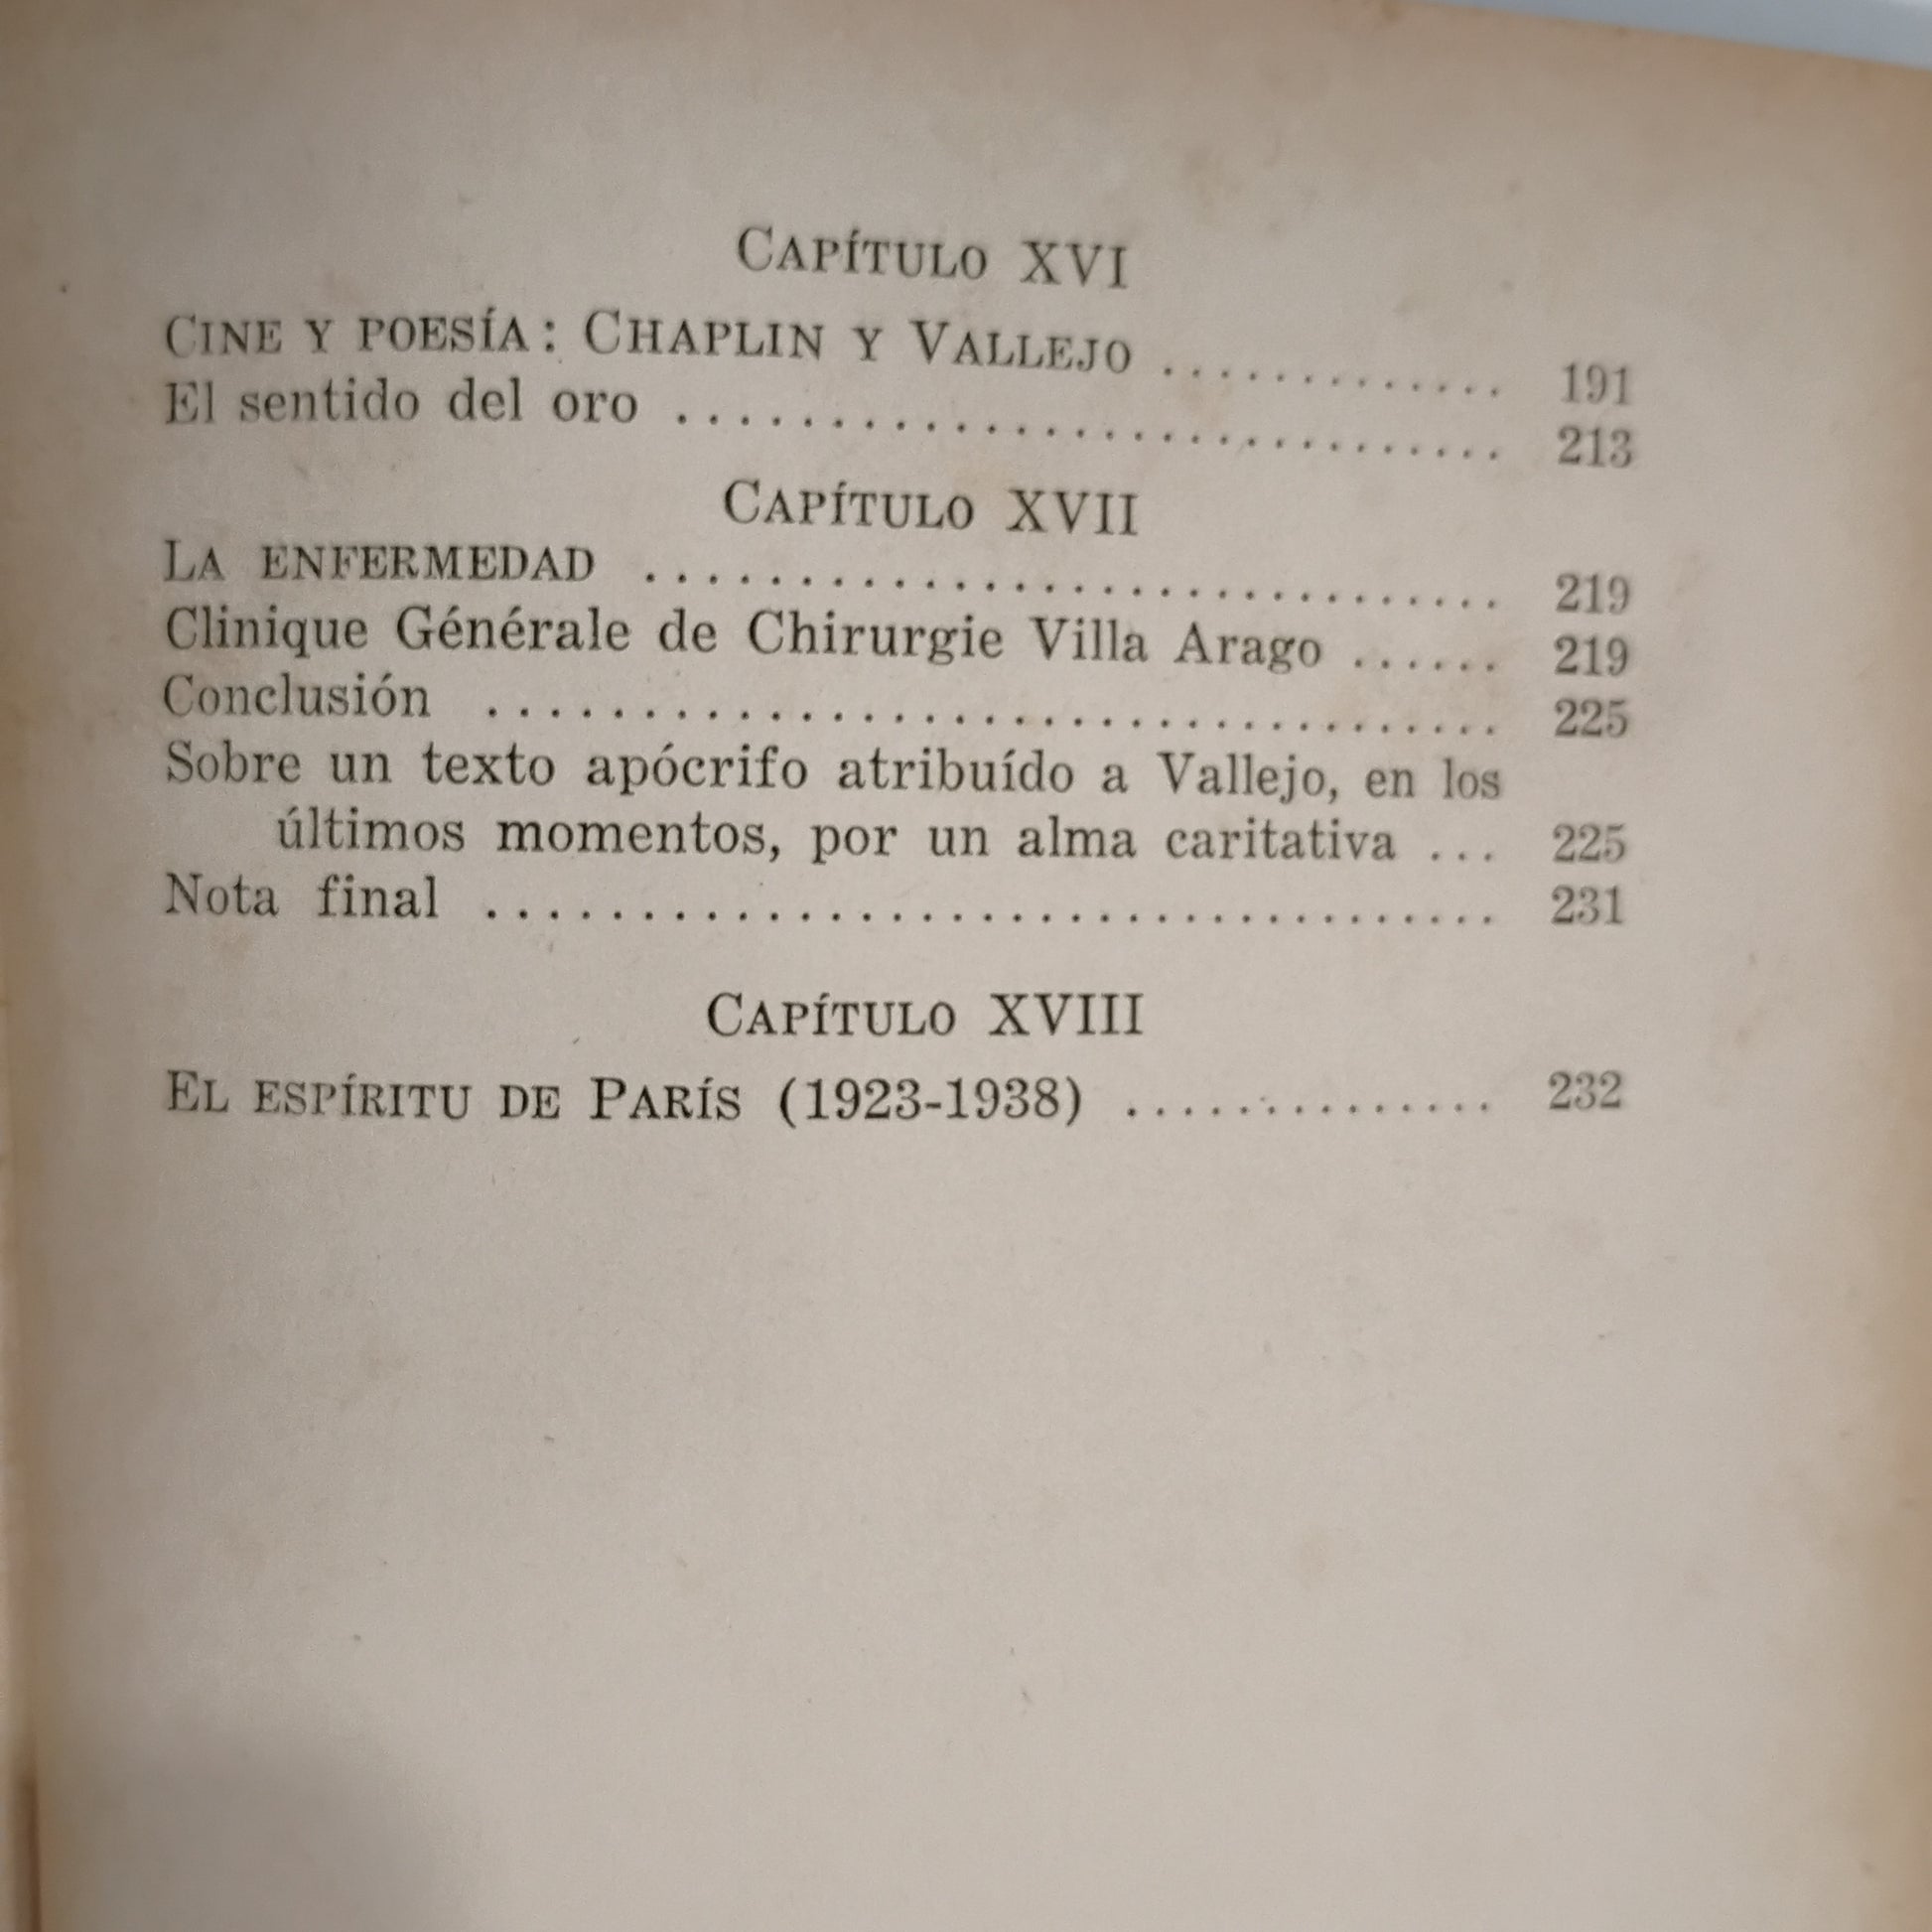 CAPÍTULO XVI
CINE Y POESÍA: CHAPLIN Y VALLEJO ............. 191
El sentido del oro ........................... 213
CAPÍTULO XVII
LA ENFERMEDAD ............................ 219
Clinique Générale de Chirurgie Villa Arago ...... 219
Conclusión ................................. 225
Sobre un texto apócrifo atribuído a Vallejo, en los
últimos momentos, por un alma caritativa ... 225
Nota final ................................. 231
CAPÍTULO XVIII
EL ESPÍRITU DE PARÍS (1923-1938) .............. 232